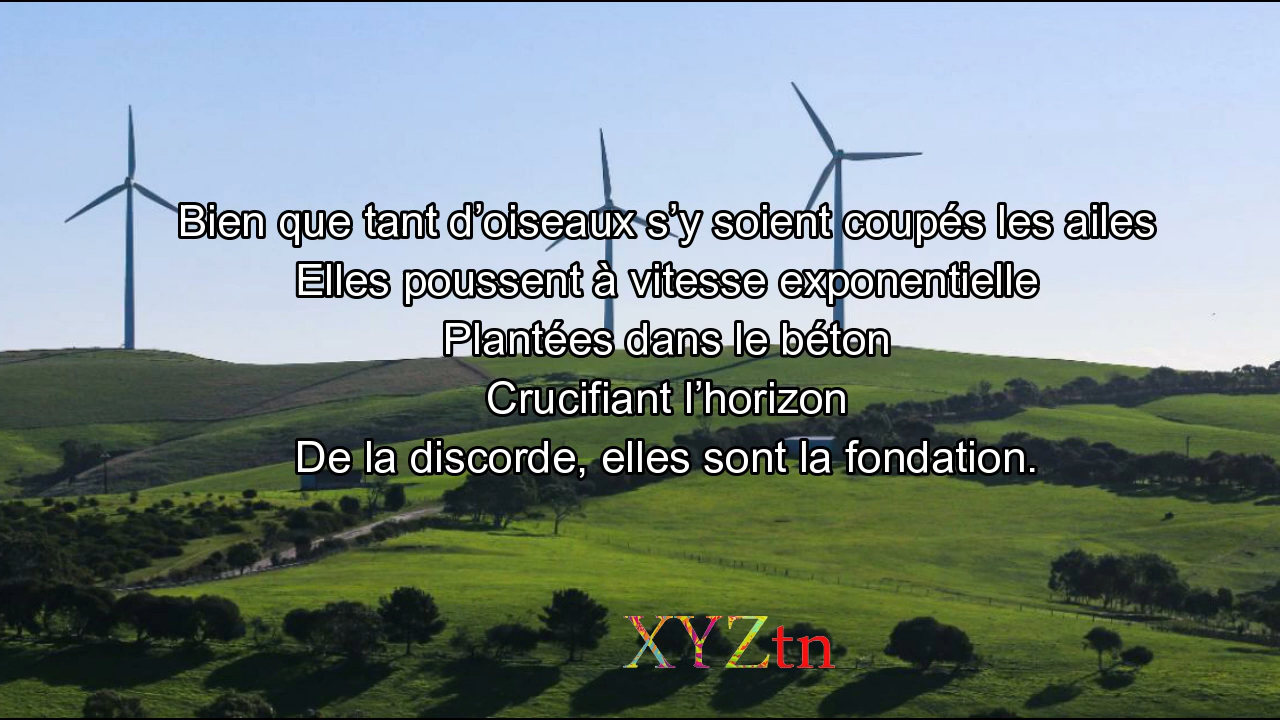 Bien que tant d’oiseaux s’y soient coupés les ailes
Elles poussent à vitesse exponentielle
Plantées dans le béton
Crucifiant l’horizon
De la discorde, elles sont la fondation.
XYZtn